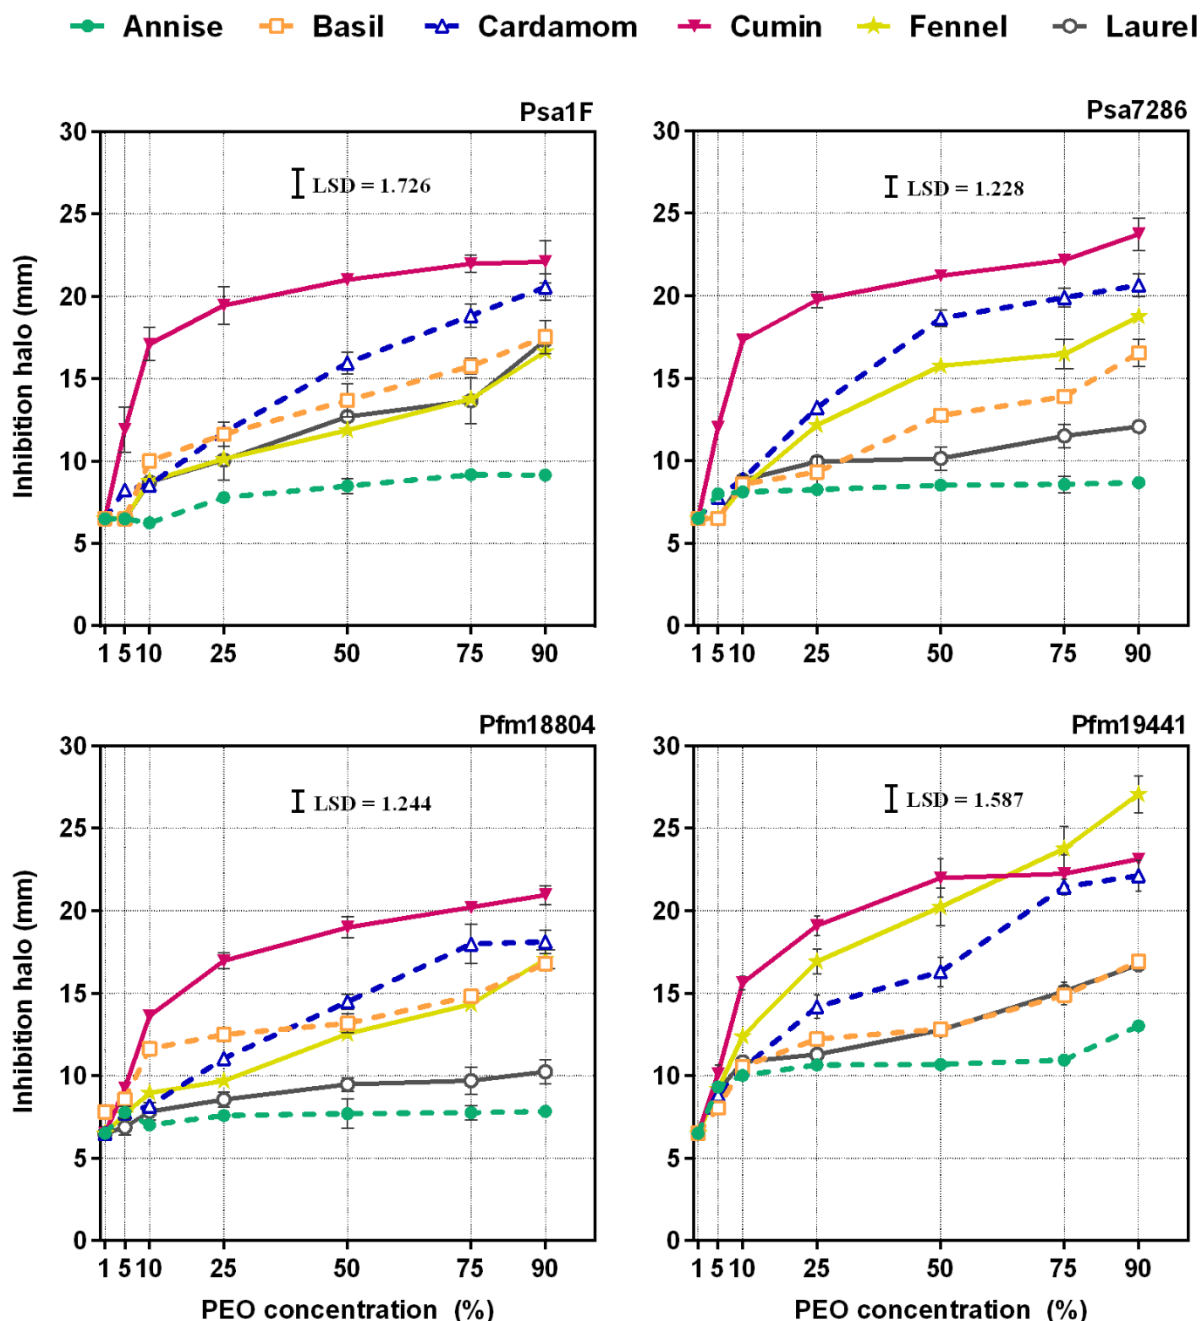 Annise Basil Cardamom Cumin Fennel Laurel
Psa1F
Psa7286
30
25
20
15
10
5
0
Inhibition halo (mm)
LSD = 1.726
1 5 10 25 50 75 90
30
25
20
15
10
5
0
LSD = 1.228
1 5 10 25 50 75 90
Pfm18804
Pfm19441
30
25
20
15
10
5
0
Inhibition halo (mm)
LSD = 1.244
1 5 10 25 50 75 90
PEO concentration (%)
30
25
20
15
10
5
0
LSD = 1.587
1 5 10 25 50 75 90
PEO concentration (%)